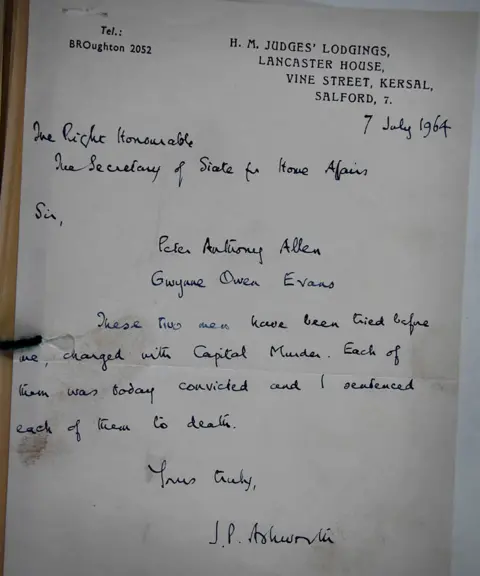 Tel.:
BROughton 2052
H. M. JUDGES' LODGINGS,
LANCASTER HOUSE,
VINE STREET, KERSAL,
SALFORD, 7.
7 July 1964
The Right Honourable
The Secretary of State for Home Affairs
Sir,
Peter Anthony Allen
Gwynne Owen Evans
These two men have been tried before
me, charged with Capital Murder. Each of
them was today convicted and I sentenced
each of them to death.
Yours truly,
J.P. Ashworth